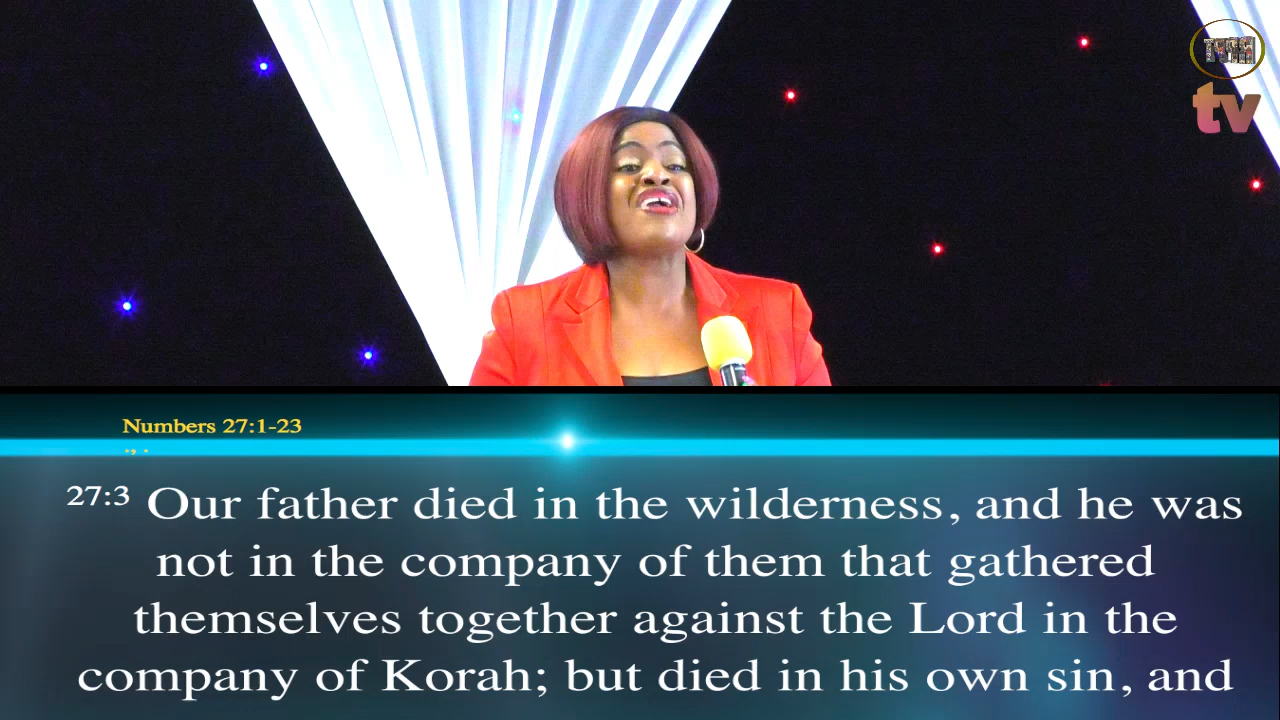 tv
Numbers 27:1-23
27:3 Our father died in the wilderness, and he was
not in the company of them that gathered
themselves together against the Lord in the
company of Korah; but died in his own sin, and